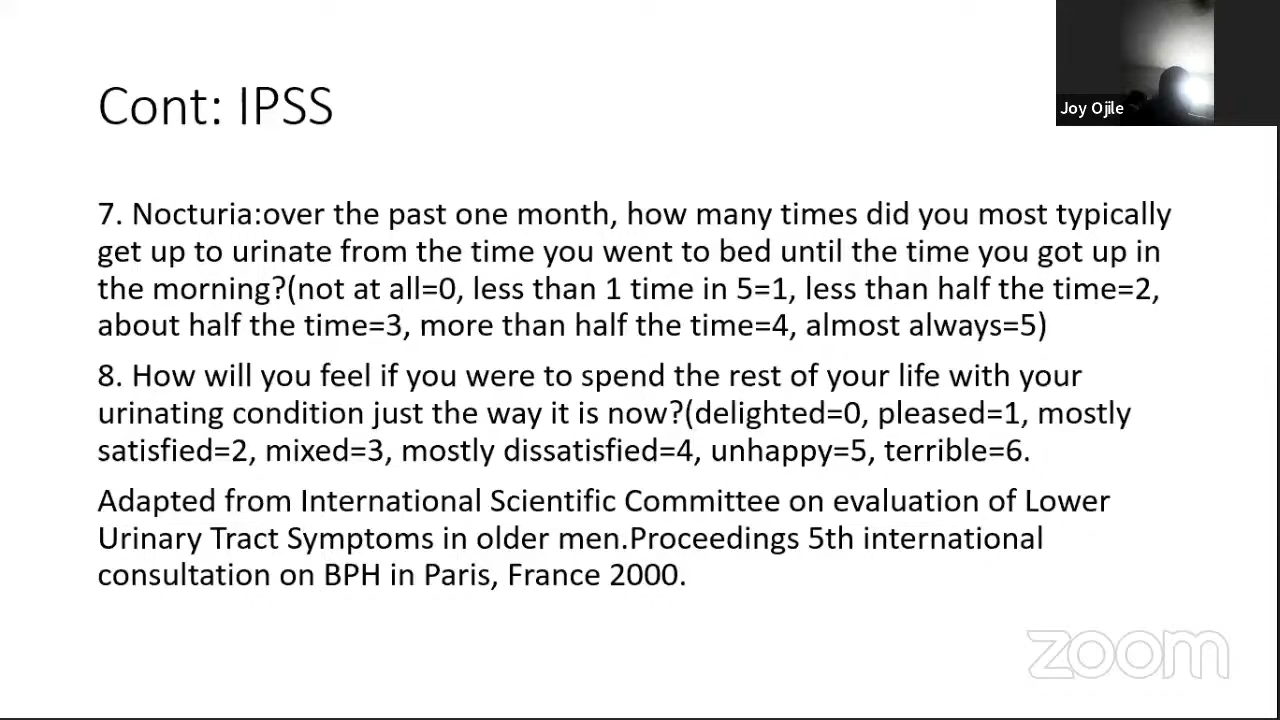 Joy Ojile
Cont: IPSS
7. Nocturia:over the past one month, how many times did you most typically
get up to urinate from the time you went to bed until the time you got up in
the morning?(not at all=0, less than 1 time in 5=1, less than half the time=2,
about half the time=3, more than half the time=4, almost always=5)
8. How will you feel if you were to spend the rest of your life with your
urinating condition just the way it is now?(delighted=0, pleased=1, mostly
satisfied=2, mixed=3, mostly dissatisfied=4, unhappy=5, terrible=6.
Adapted from International Scientific Committee on evaluation of Lower
Urinary Tract Symptoms in older men.Proceedings 5th international
consultation on BPH in Paris, France 2000.
zoom